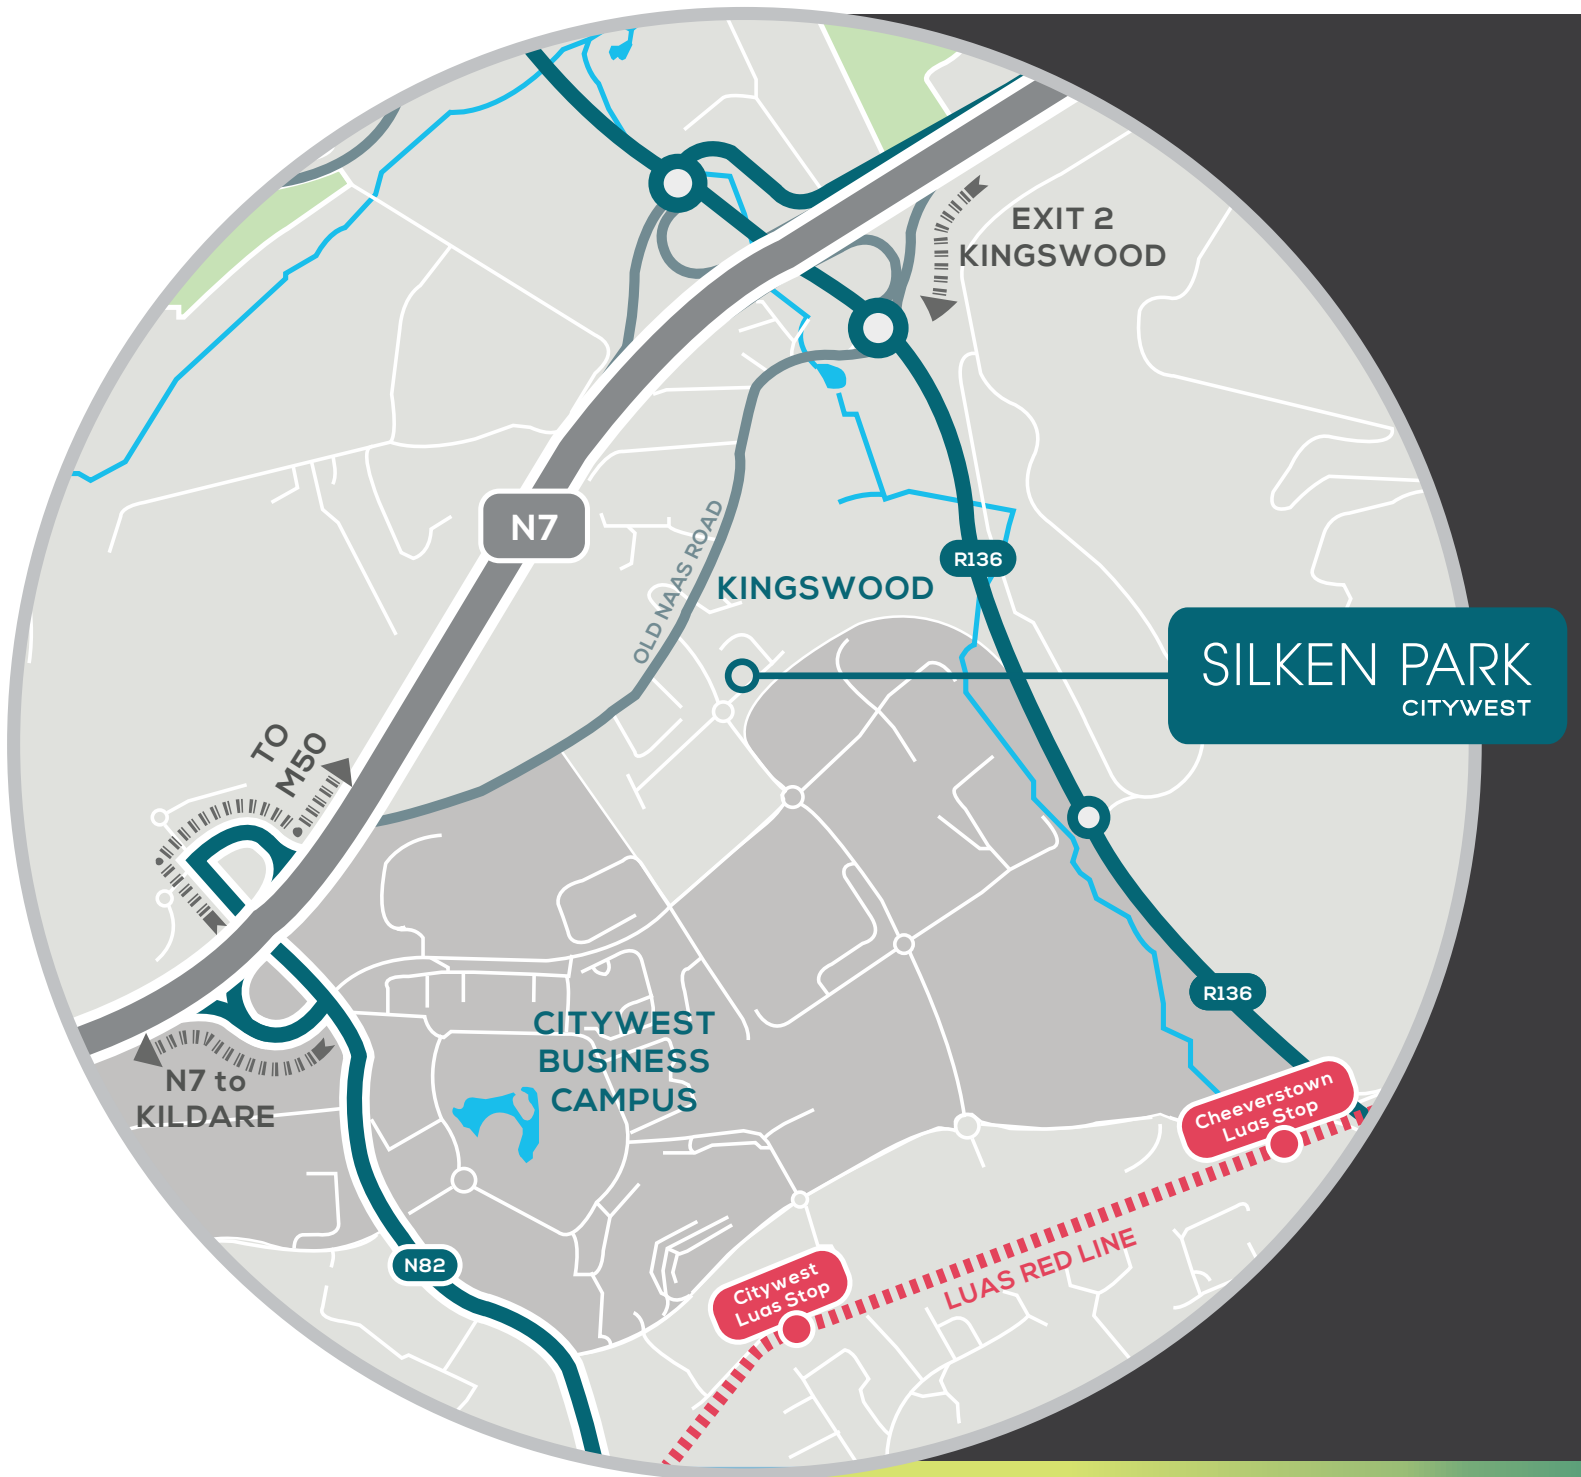 EXIT 2
KINGSWOOD
N7
OLD NAAS ROAD
R136
KINGSWOOD
SILKEN PARK
CITYWEST
TO
M50
R136
CITYWEST
BUSINESS
CAMPUS
N7 to
KILDARE
Cheeverstown
Luas Stop
N82
LUAS RED LINE
Citywest
Luas Stop